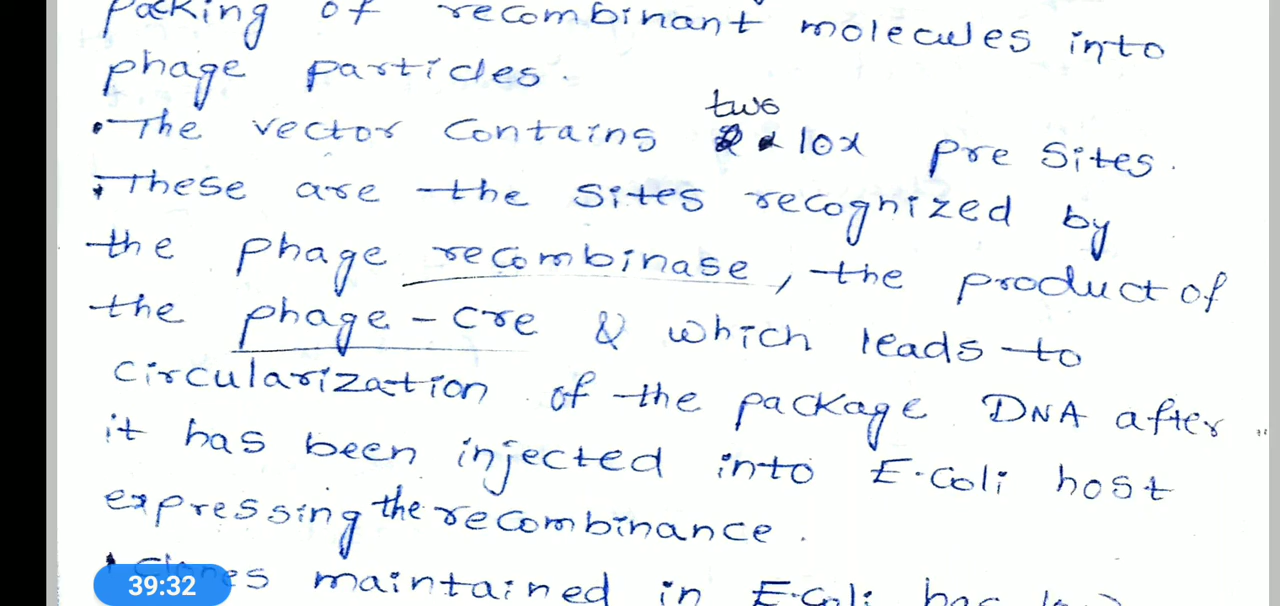 packing of recombinant molecules into
phage particles.
• The vector contains two lox pre sites.
• These are the sites recognized by
the phage recombinase, the product of
the phage - cre & which leads to
circularization of the package DNA after
it has been injected into E.coli host
expressing the recombinance.
39:32
maintained in E.coli